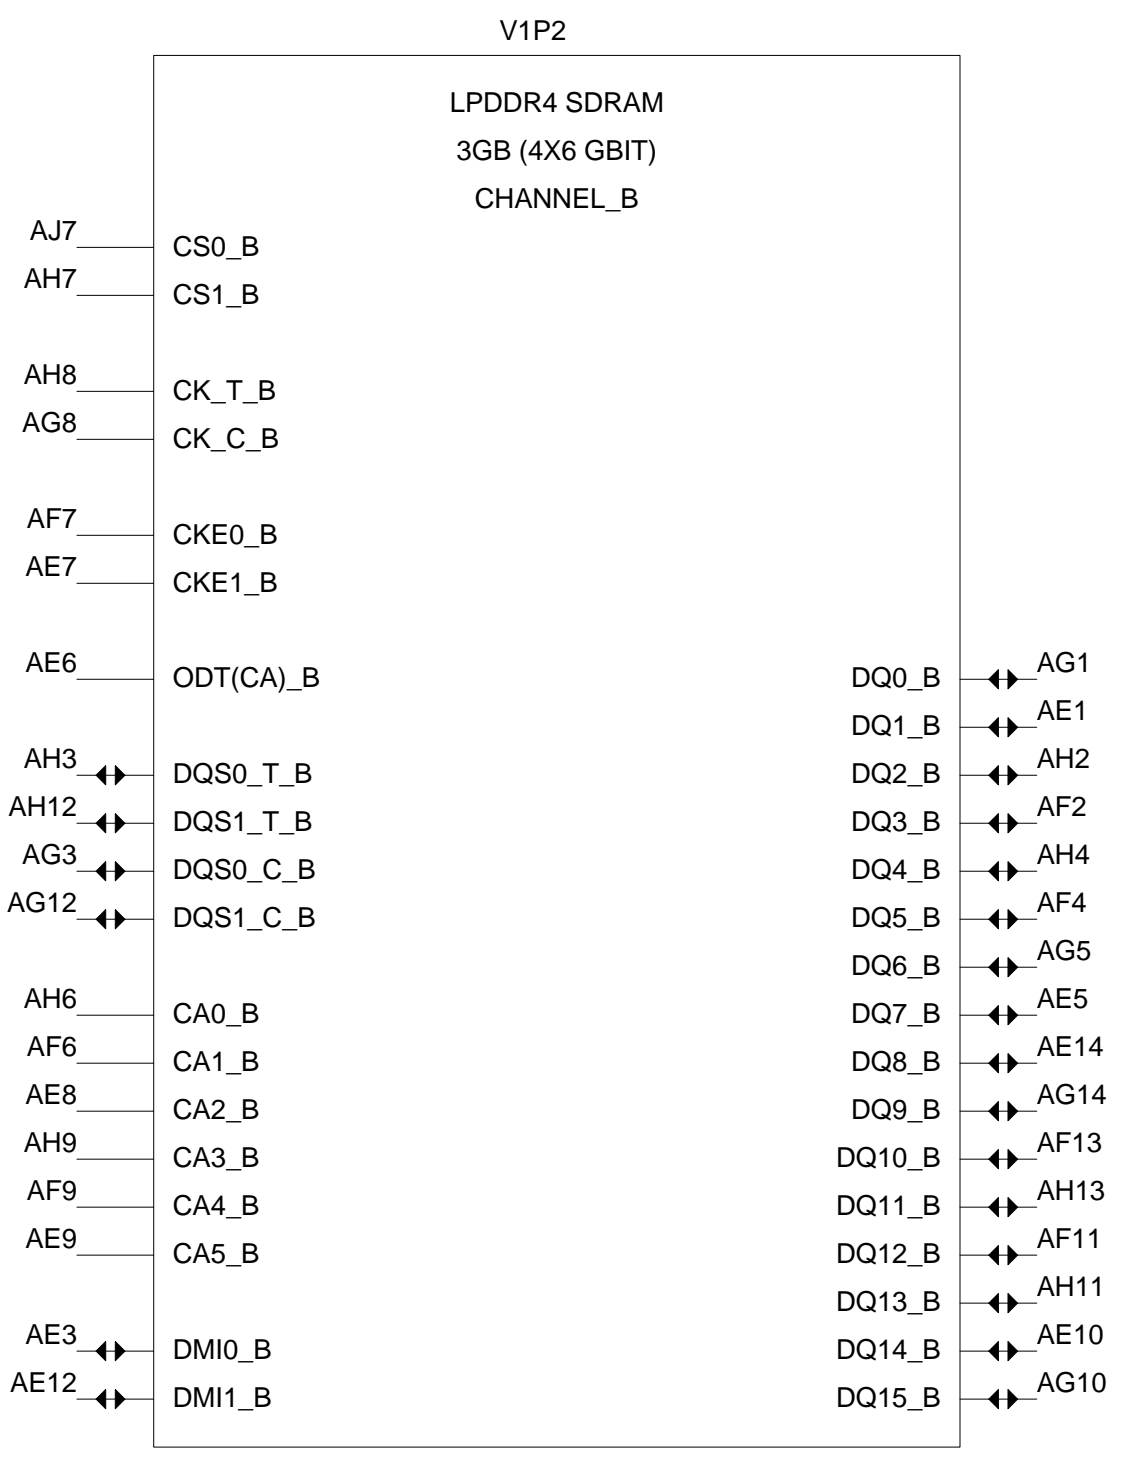 V1P2
LPDDR4 SDRAM
3GB (4X6 GBIT)
CHANNEL_B
AJ7 CS0_B
AH7 CS1_B
AH8 CK_T_B
AG8 CK_C_B
AF7 CKE0_B
AE7 CKE1_B
AE6 ODT(CA)_B DQ0_B AG1
DQ1_B AE1
AH3 DQS0_T_B DQ2_B AH2
AH12 DQS1_T_B DQ3_B AF2
AG3 DQS0_C_B DQ4_B AH4
AG12 DQS1_C_B DQ5_B AF4
DQ6_B AG5
AH6 CA0_B DQ7_B AE5
AF6 CA1_B DQ8_B AE14
AE8 CA2_B DQ9_B AG14
AH9 CA3_B DQ10_B AF13
AF9 CA4_B DQ11_B AH13
AE9 CA5_B DQ12_B AF11
DQ13_B AH11
AE3 DMI0_B DQ14_B AE10
AE12 DMI1_B DQ15_B AG10